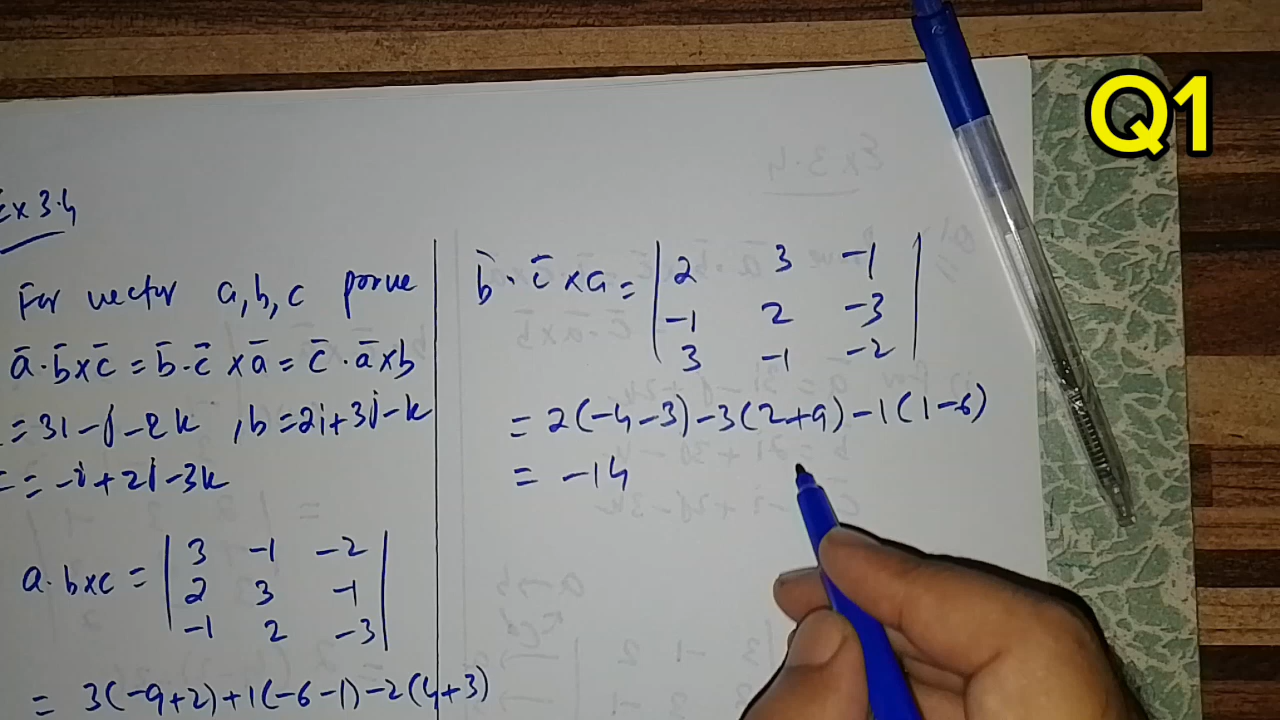 Q1
Ex 3.4
For vector a, b, c prove
a̅ . b̅ x c̅ = b̅ . c̅ x a̅ = c̅ . a̅ x b
= 3i - j - 2k , b = 2i + 3j - k
c = -i + 2j - 3k
a . b x c = | 3 -1 -2 |
| 2 3 -1 |
| -1 2 -3 |
= 3(-9+2) + 1(-6-1) - 2(4+3)
b̅ . c̅ x a = | 2 3 -1 |
| -1 2 -3 |
| 3 -1 -2 |
= 2(-4-3) - 3(2+9) - 1(1-6)
= -14